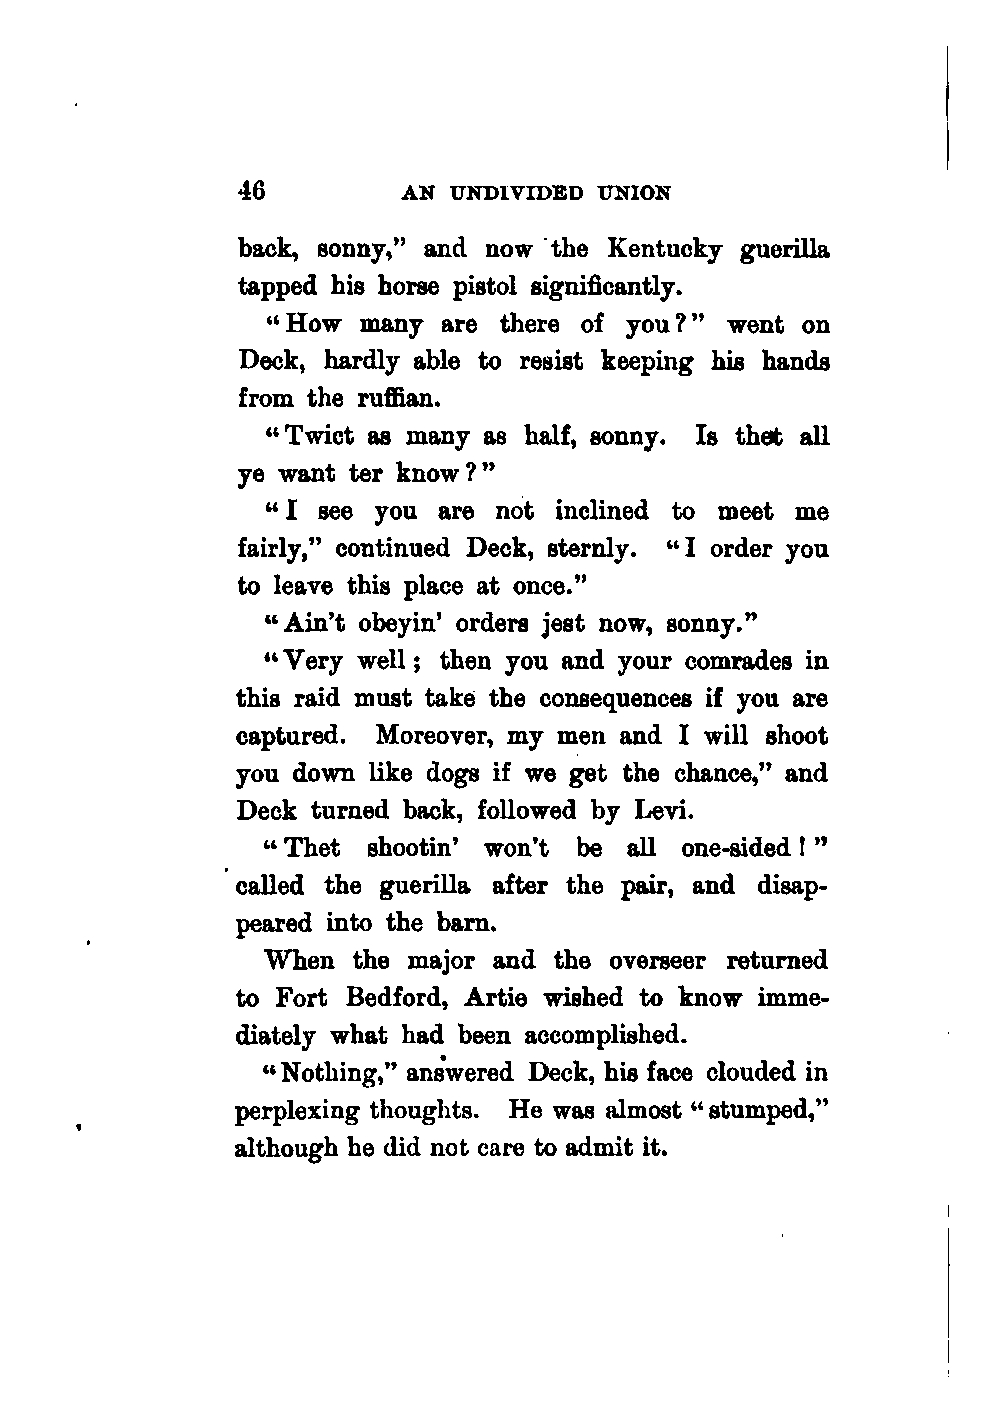 46 AN UNDIVIDED UNION
back, sonny,” and now the Kentucky guerilla
tapped his horse pistol significantly.
“How many are there of you?” went on
Deck, hardly able to resist keeping his hands
from the ruffian.
“Twict as many as half, sonny. Is thet all
ye want ter know?”
“I see you are not inclined to meet me
fairly,” continued Deck, sternly. “I order you
to leave this place at once.”
“Ain't obeyin' orders jest now, sonny.”
“Very well; then you and your comrades in
this raid must take the consequences if you are
captured. Moreover, my men and I will shoot
you down like dogs if we get the chance,” and
Deck turned back, followed by Levi.
“Thet shootin' won't be all one-sided!”
called the guerilla after the pair, and disap-
peared into the barn.
When the major and the overseer returned
to Fort Bedford, Artie wished to know imme-
diately what had been accomplished.
“Nothing,” answered Deck, his face clouded in
perplexing thoughts. He was almost “stumped,”
although he did not care to admit it.